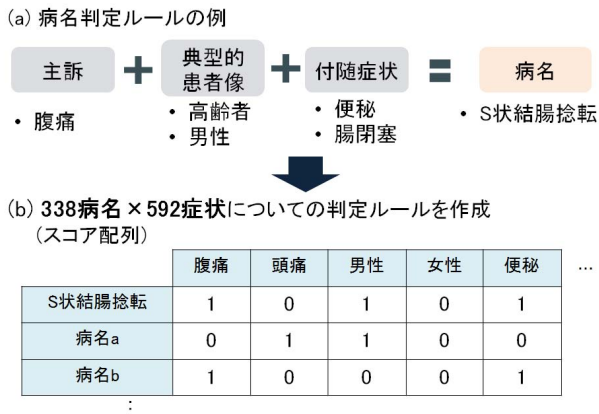 (a) 病名判定ルールの例
主訴 + 典型的患者像 + 付随症状 = 病名
• 腹痛
• 高齢者
• 男性
• 便秘
• 腸閉塞
• S状結腸捻転
(b) 338病名×592症状についての判定ルールを作成
(スコア配列)
腹痛 頭痛 男性 女性 便秘 …
S状結腸捻転 1 0 1 0 1
病名a 0 1 1 0 0
病名b 1 0 0 0 1
: